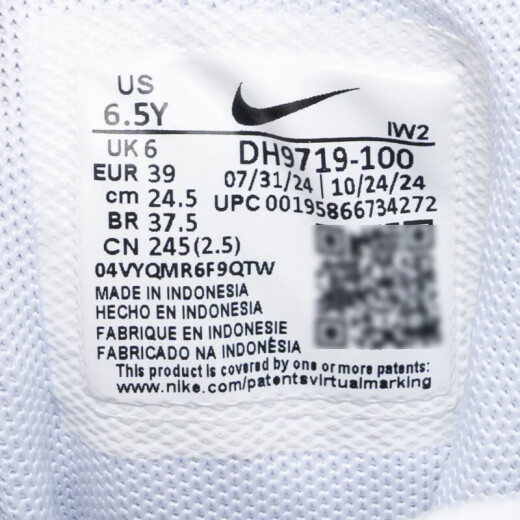 US
6.5Y
IW2
UK 6
DH9719-100
EUR 39
07/31/24 | 10/24/24
cm 24.5
UPC 00195866734272
BR 37.5
CN 245(2.5)
04VYQMR6F9QTW
MADE IN INDONESIA
HECHO EN INDONESIA
FABRIQUE EN INDONESIE
FABRICADO NA INDONÉSIA
This product is covered by one or more patents:
www.nike.com/patentsvirtualmarking